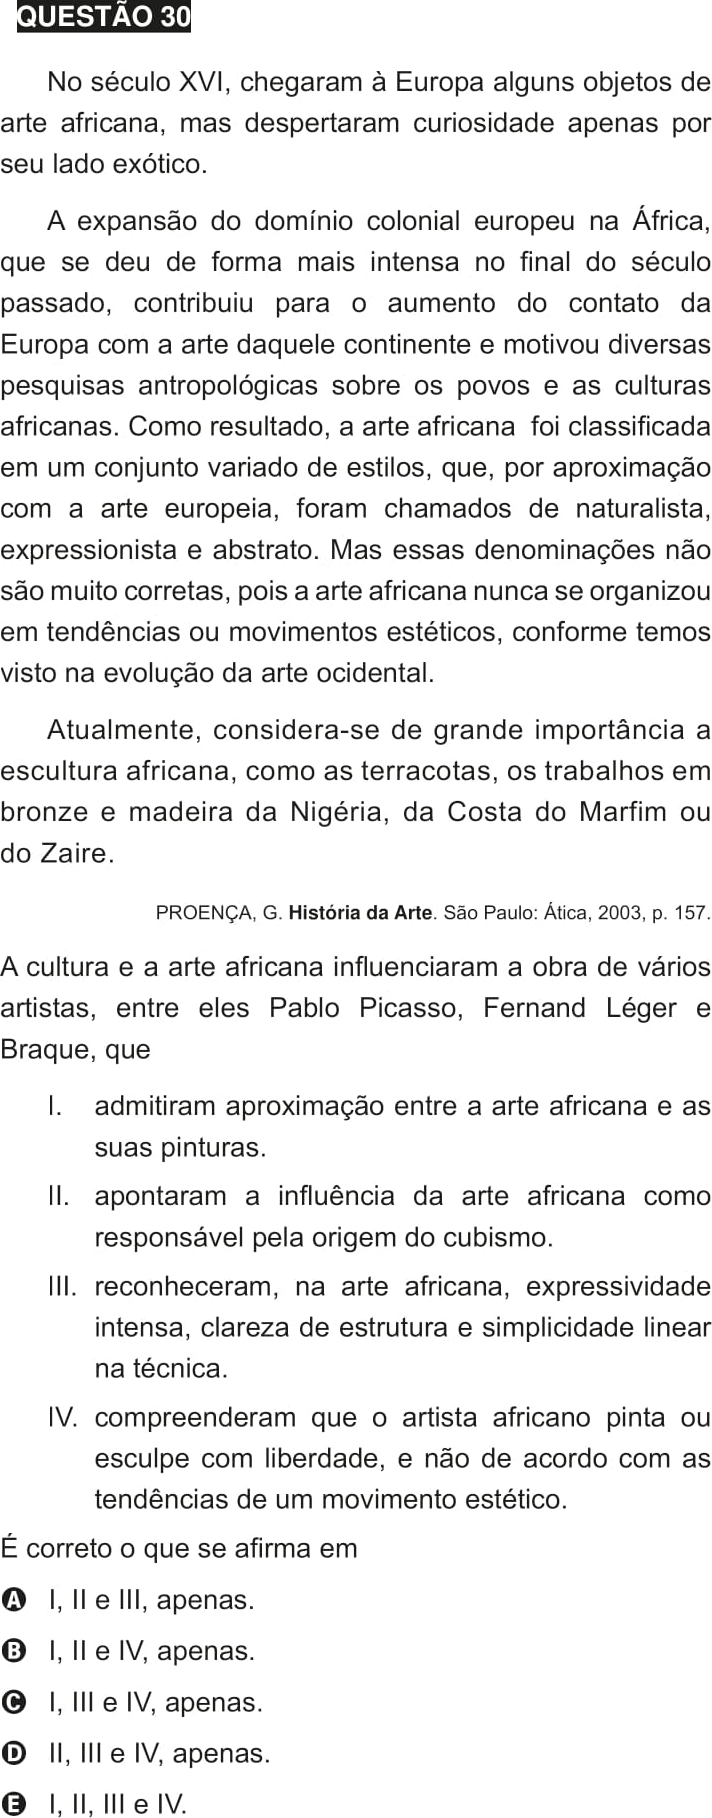 QUESTÃO 30
No século XVI, chegaram à Europa alguns objetos de
arte africana, mas despertaram curiosidade apenas por
seu lado exótico.
A expansão do domínio colonial europeu na África,
que se deu de forma mais intensa no final do século
passado, contribuiu para o aumento do contato da
Europa com a arte daquele continente e motivou diversas
pesquisas antropológicas sobre os povos e as culturas
africanas. Como resultado, a arte africana foi classificada
em um conjunto variado de estilos, que, por aproximação
com a arte europeia, foram chamados de naturalista,
expressionista e abstrato. Mas essas denominações não
são muito corretas, pois a arte africana nunca se organizou
em tendências ou movimentos estéticos, conforme temos
visto na evolução da arte ocidental.
Atualmente, considera-se de grande importância a
escultura africana, como as terracotas, os trabalhos em
bronze e madeira da Nigéria, da Costa do Marfim ou
do Zaire.
PROENÇA, G. História da Arte. São Paulo: Ática, 2003, p. 157.
A cultura e a arte africana influenciaram a obra de vários
artistas, entre eles Pablo Picasso, Fernand Léger e
Braque, que
I. admitiram aproximação entre a arte africana e as
suas pinturas.
II. apontaram a influência da arte africana como
responsável pela origem do cubismo.
III. reconheceram, na arte africana, expressividade
intensa, clareza de estrutura e simplicidade linear
na técnica.
IV. compreenderam que o artista africano pinta ou
esculpe com liberdade, e não de acordo com as
tendências de um movimento estético.
É correto o que se afirma em
A I, II e III, apenas.
B I, II e IV, apenas.
C I, III e IV, apenas.
D II, III e IV, apenas.
E I, II, III e IV.